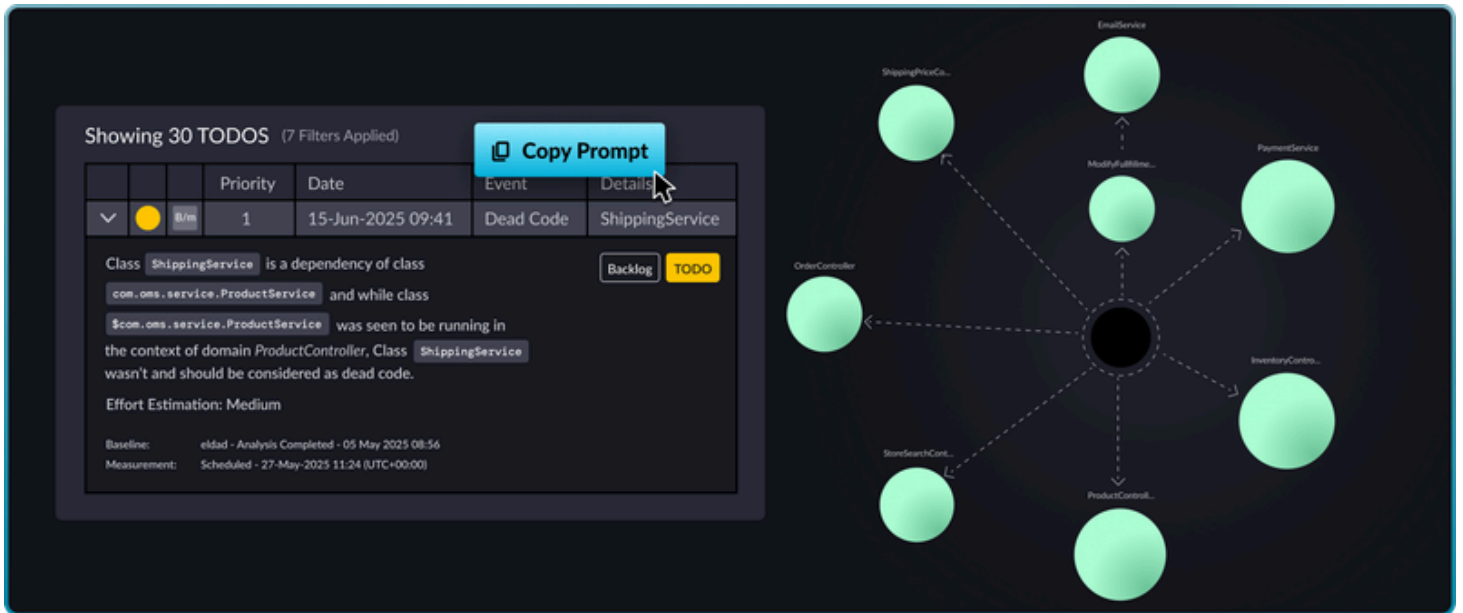 Showing 30 TODOS (7 Filters Applied)
Copy Prompt
Priority Date Event Details
B/m 1 15-Jun-2025 09:41 Dead Code ShippingService
Class ShippingService is a dependency of class
com.oms.service.ProductService and while class
$com.oms.service.ProductService was seen to be running in
the context of domain ProductController, Class ShippingService
wasn't and should be considered as dead code.
Backlog TODO
Effort Estimation: Medium
Baseline: eldad - Analysis Completed - 05 May 2025 08:56
Measurement: Scheduled - 27-May-2025 11:24 (UTC+00:00)
EmailService
ShippingPriceCo...
PaymentService
ModifyFullfillme...
OrderController
InventoryContro...
StoreSearchCont...
ProductControll...